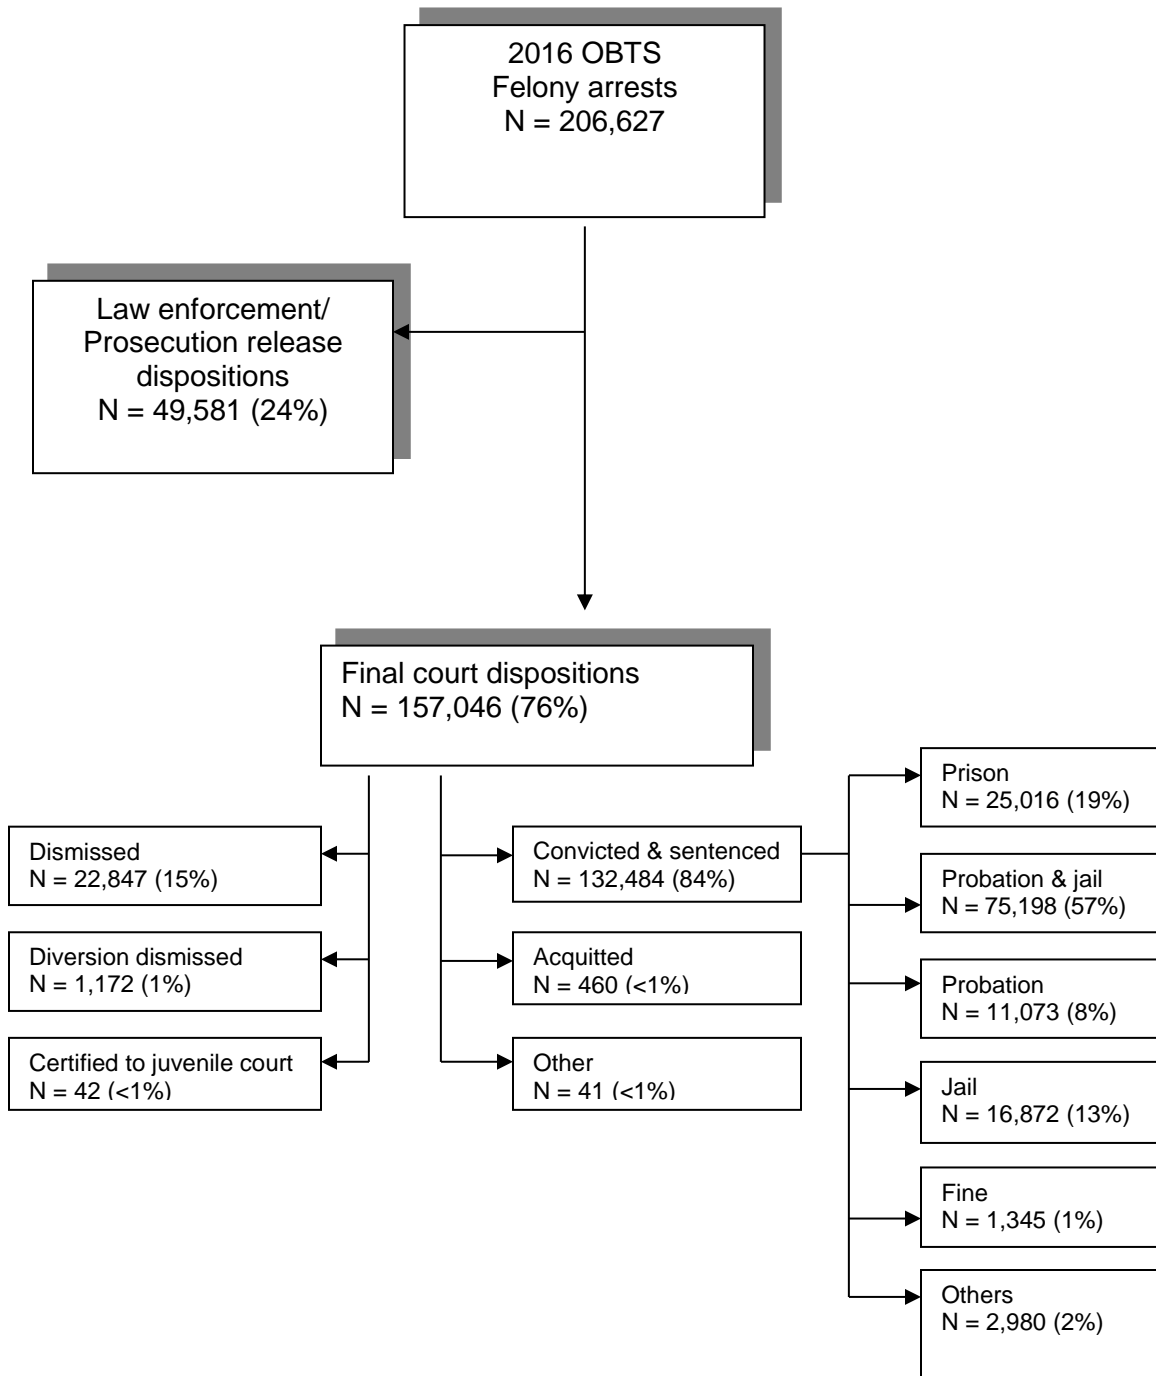 2016 OBTS
Felony arrests
N = 206,627
Law enforcement/
Prosecution release
dispositions
N = 49,581 (24%)
Final court dispositions
N = 157,046 (76%)
Dismissed
N = 22,847 (15%)
Diversion dismissed
N = 1,172 (1%)
Certified to juvenile court
N = 42 (<1%)
Convicted & sentenced
N = 132,484 (84%)
Acquitted
N = 460 (<1%)
Other
N = 41 (<1%)
Prison
N = 25,016 (19%)
Probation & jail
N = 75,198 (57%)
Probation
N = 11,073 (8%)
Jail
N = 16,872 (13%)
Fine
N = 1,345 (1%)
Others
N = 2,980 (2%)